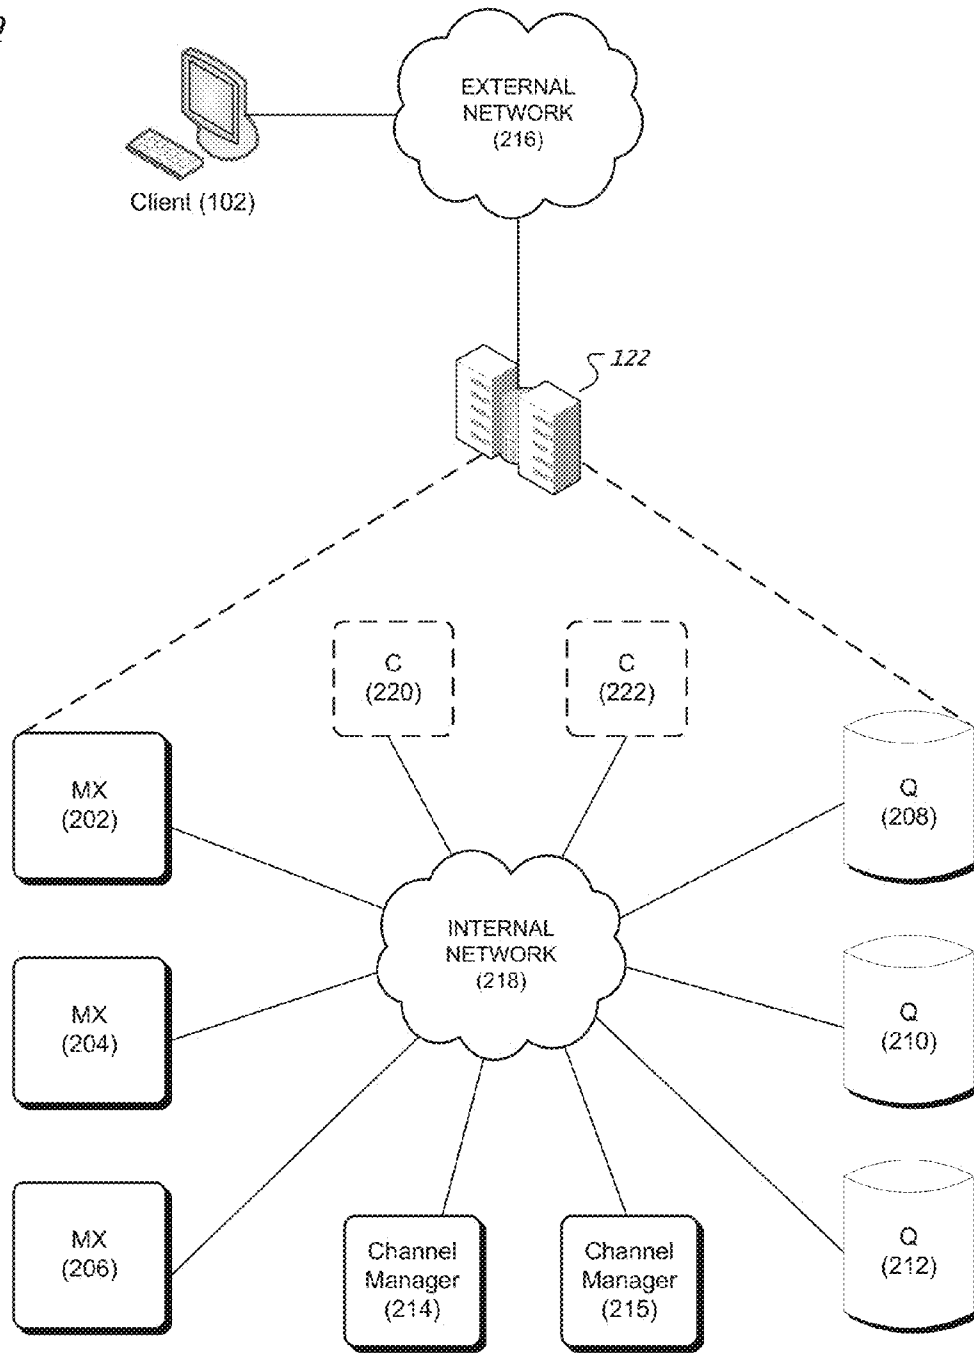 EXTERNAL
NETWORK
(216)
Client (102)
122
C
(220)
C
(222)
MX
(202)
Q
(208)
INTERNAL
NETWORK
(218)
MX
(204)
Q
(210)
MX
(206)
Channel
Manager
(214)
Channel
Manager
(215)
Q
(212)